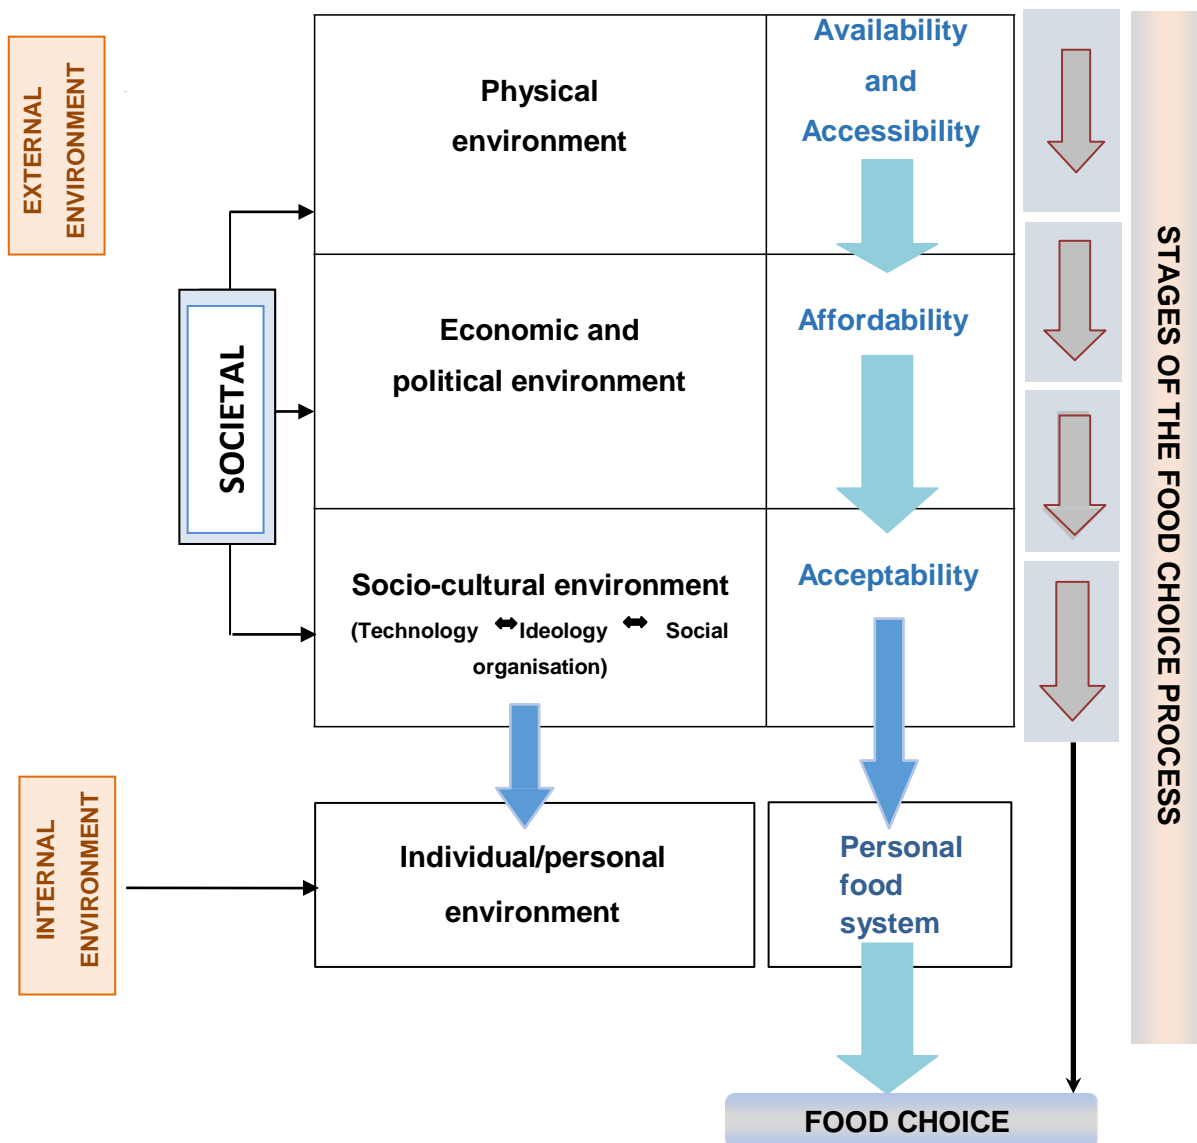 EXTERNAL
ENVIRONMENT
Physical
environment
Availability
and
Accessibility
SOCIETAL
Economic and
political environment
Affordability
Socio-cultural environment
(Technology ⬌Ideology ⬌ Social
organisation)
Acceptability
STAGES OF THE FOOD CHOICE PROCESS
INTERNAL
ENVIRONMENT
Individual/personal
environment
Personal
food
system
FOOD CHOICE